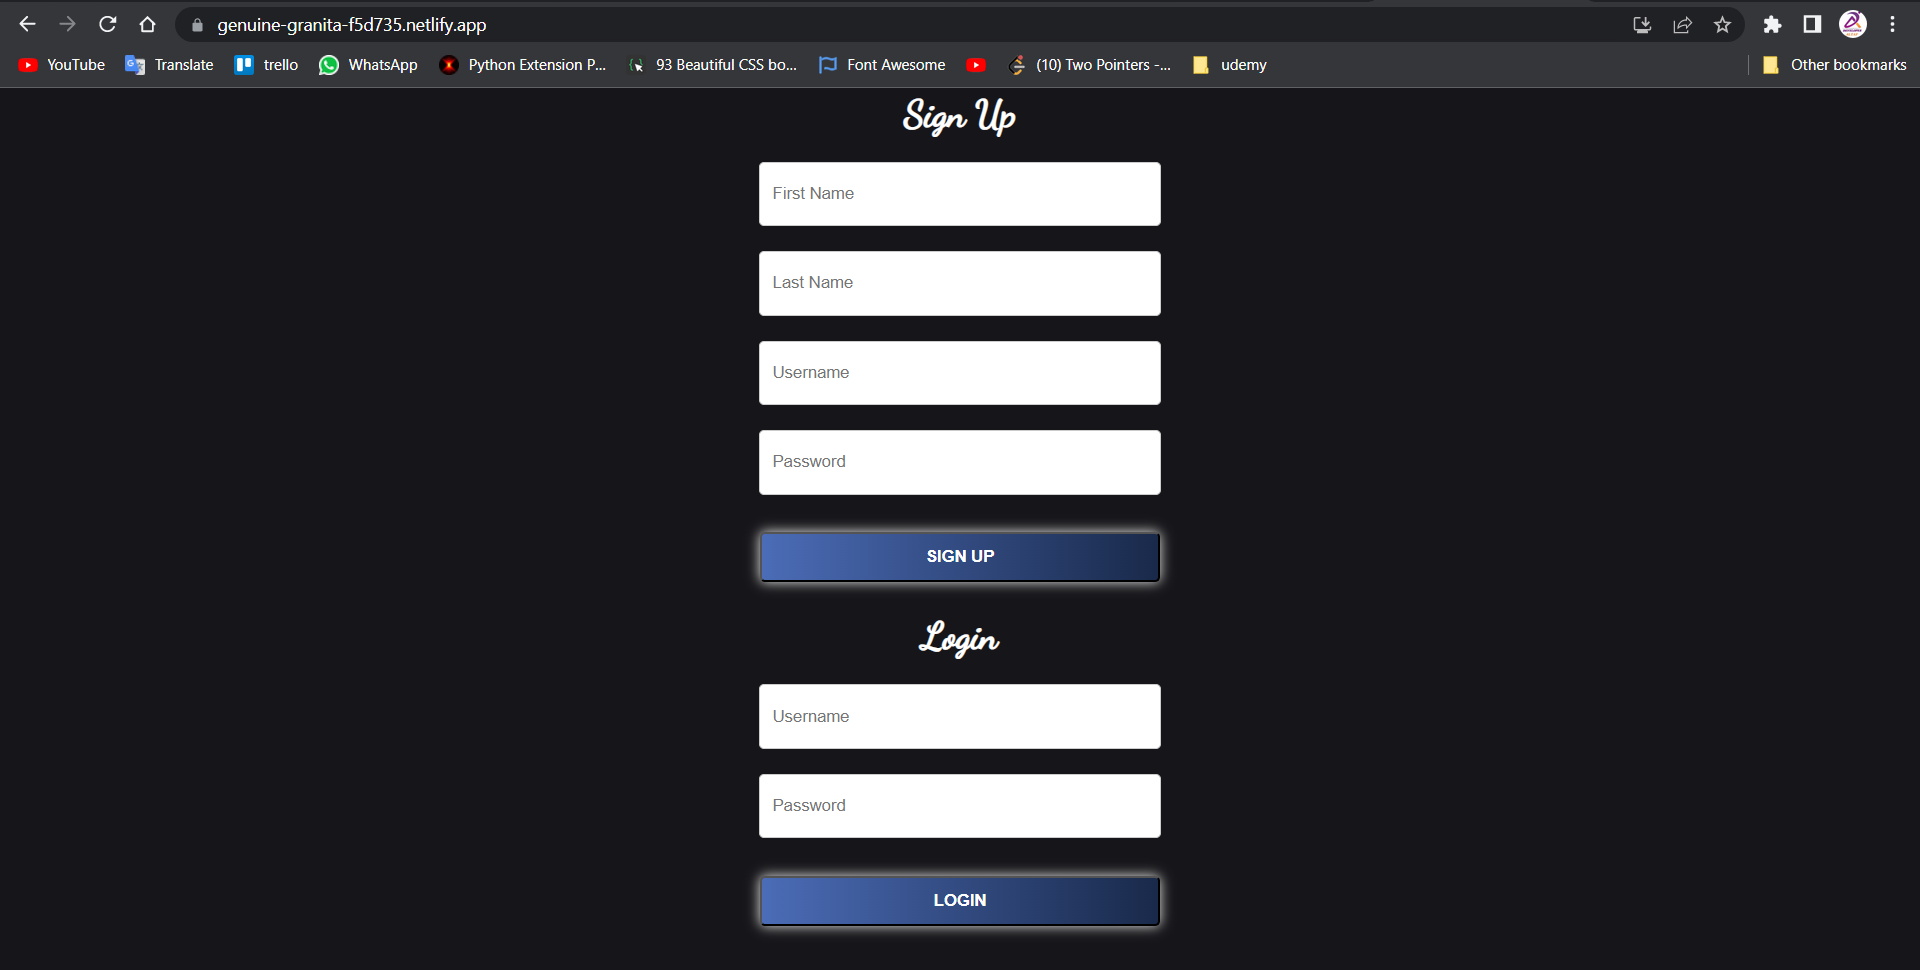 genuine-granita-f5d735.netlify.app
YouTube Translate trello WhatsApp Python Extension P... 93 Beautiful CSS bo... Font Awesome (10) Two Pointers -... udemy Other bookmarks
Sign Up
First Name
Last Name
Username
Password
SIGN UP
Login
Username
Password
LOGIN